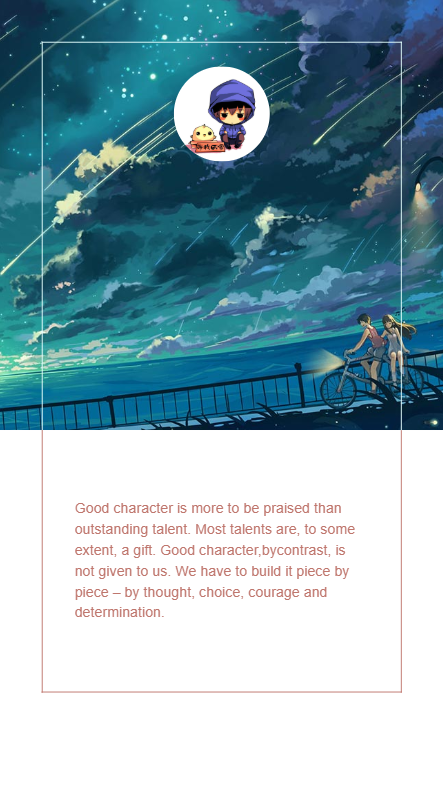 Good character is more to be praised than
outstanding talent. Most talents are, to some
extent, a gift. Good character,bycontrast, is
not given to us. We have to build it piece by
piece – by thought, choice, courage and
determination.